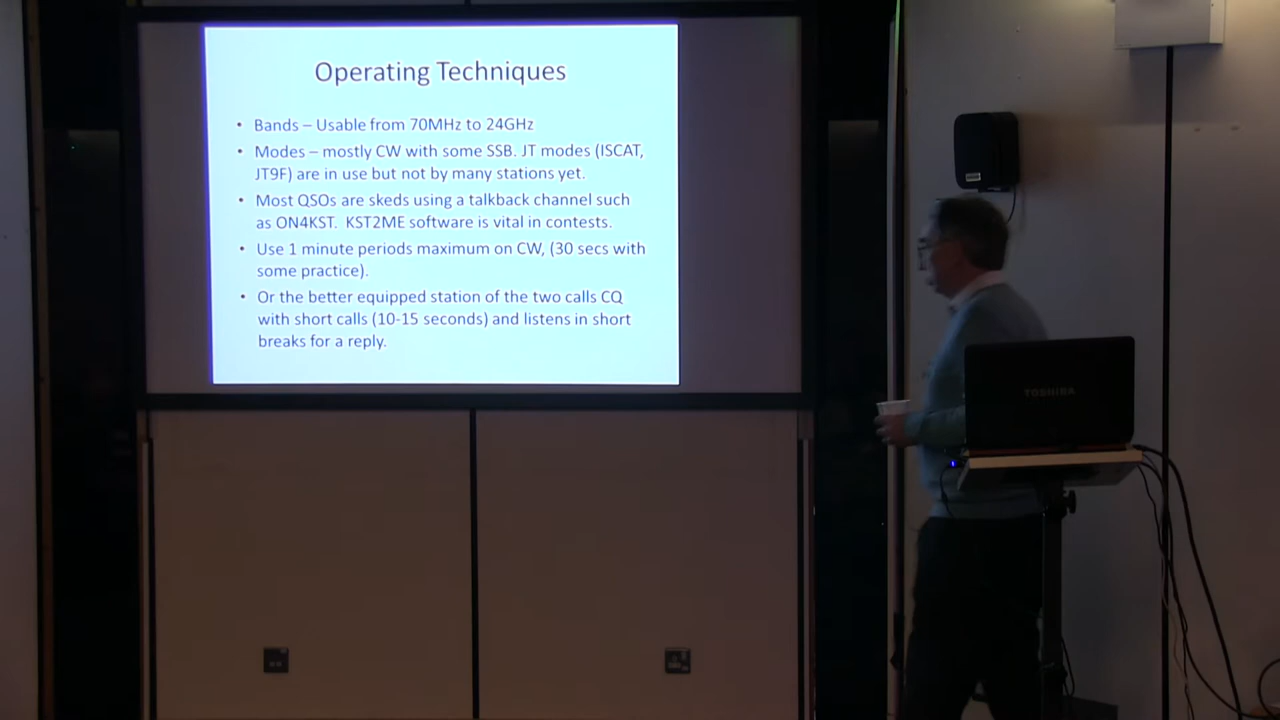 Operating Techniques
• Bands – Usable from 70MHz to 24GHz
• Modes – mostly CW with some SSB. JT modes (ISCAT,
JT9F) are in use but not by many stations yet.
• Most QSOs are skeds using a talkback channel such
as ON4KST.  KST2ME software is vital in contests.
• Use 1 minute periods maximum on CW, (30 secs with
some practice).
• Or the better equipped station of the two calls CQ
with short calls (10-15 seconds) and listens in short
breaks for a reply.
TOSHIBA